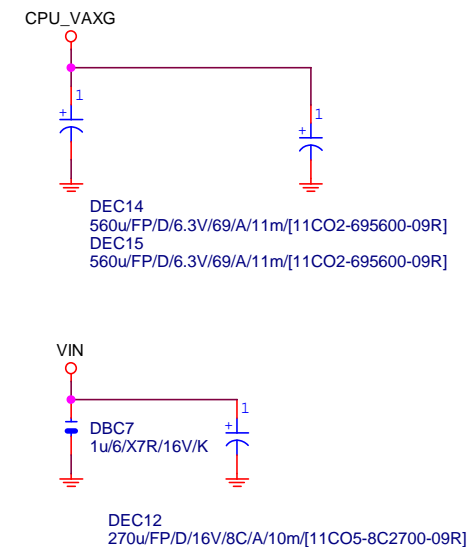 CPU_VAXG
1
+
1
+
DEC14
560u/FP/D/6.3V/69/A/11m/[11CO2-695600-09R]
DEC15
560u/FP/D/6.3V/69/A/11m/[11CO2-695600-09R]
VIN
1
+
DBC7
1u/6/X7R/16V/K
DEC12
270u/FP/D/16V/8C/A/10m/[11CO5-8C2700-09R]